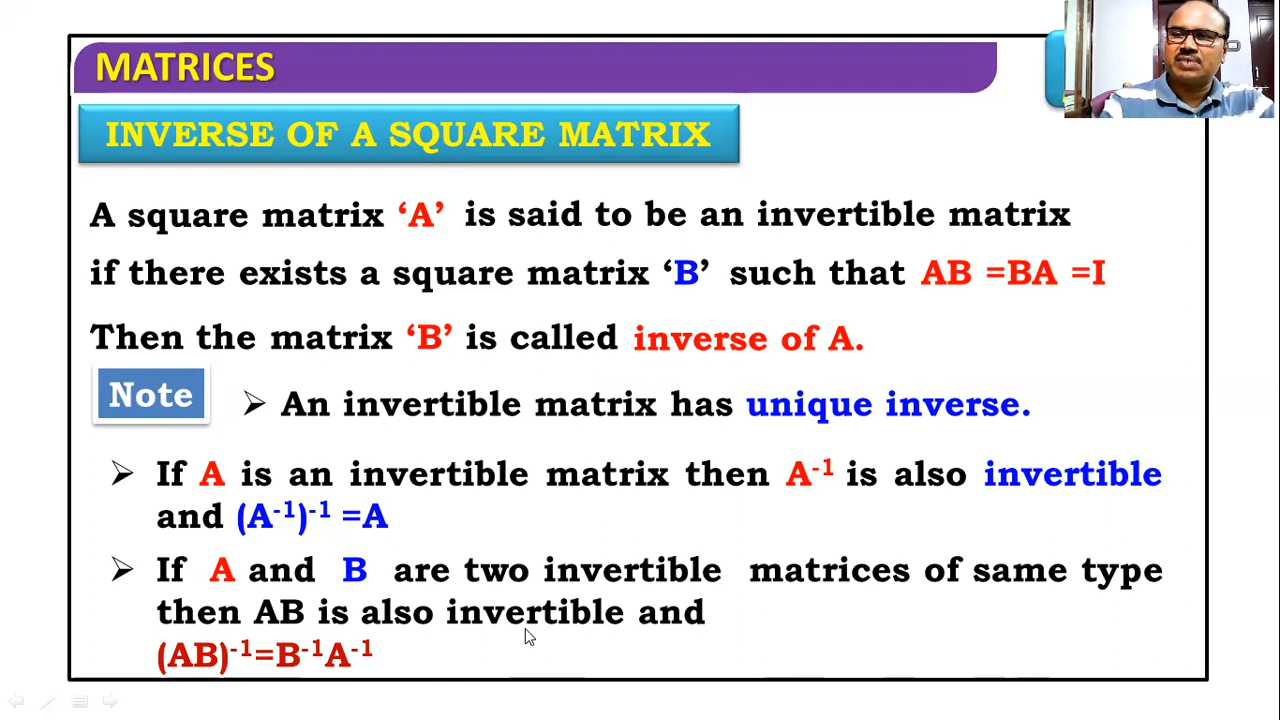 MATRICES
INVERSE OF A SQUARE MATRIX
A square matrix ‘A’ is said to be an invertible matrix
if there exists a square matrix ‘B’ such that AB =BA =I
Then the matrix ‘B’ is called inverse of A.
Note
➢ An invertible matrix has unique inverse.
➢ If A is an invertible matrix then A⁻¹ is also invertible
and (A⁻¹)⁻¹ =A
➢ If A and B are two invertible matrices of same type
then AB is also invertible and
(AB)⁻¹=B⁻¹A⁻¹